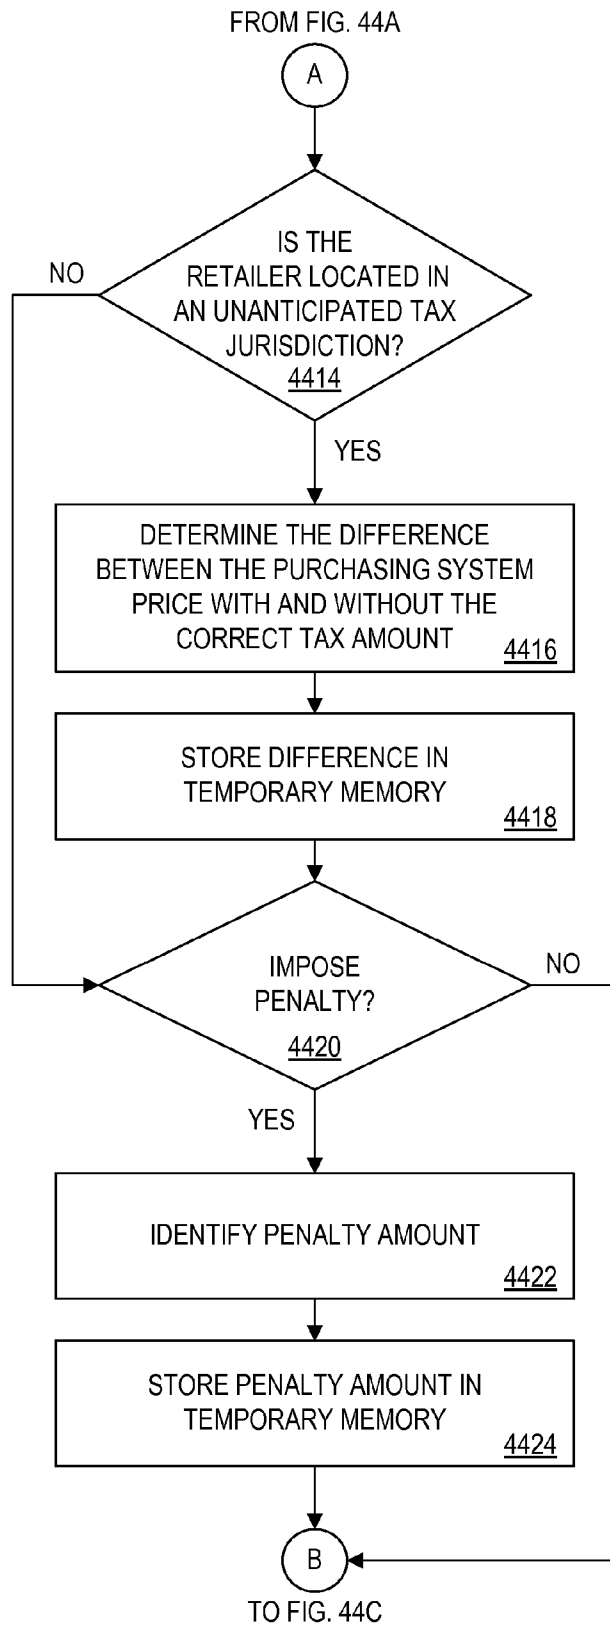 FROM FIG. 44A
A
IS THE
RETAILER LOCATED IN
AN UNANTICIPATED TAX
JURISDICTION?
4414
NO
YES
DETERMINE THE DIFFERENCE
BETWEEN THE PURCHASING SYSTEM
PRICE WITH AND WITHOUT THE
CORRECT TAX AMOUNT
4416
STORE DIFFERENCE IN
TEMPORARY MEMORY
4418
IMPOSE
PENALTY?
4420
NO
YES
IDENTIFY PENALTY AMOUNT
4422
STORE PENALTY AMOUNT IN
TEMPORARY MEMORY
4424
B
TO FIG. 44C